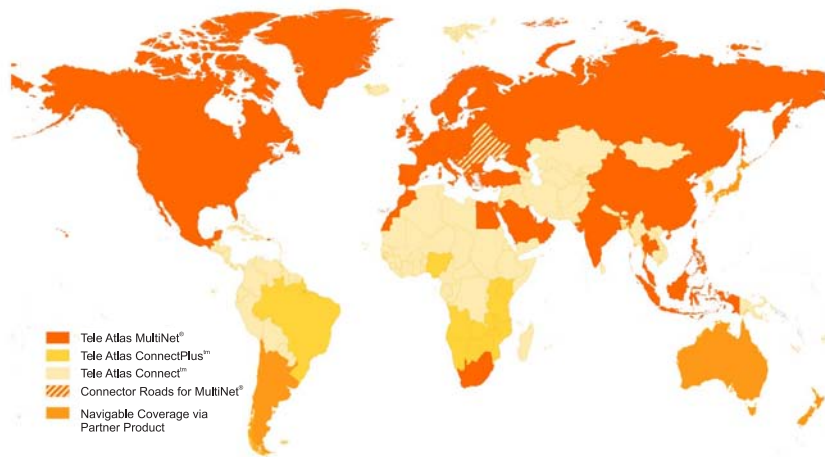 Tele Atlas MultiNet®
Tele Atlas ConnectPlus™
Tele Atlas Connect™
Connector Roads for MultiNet®
Navigable Coverage via
Partner Product